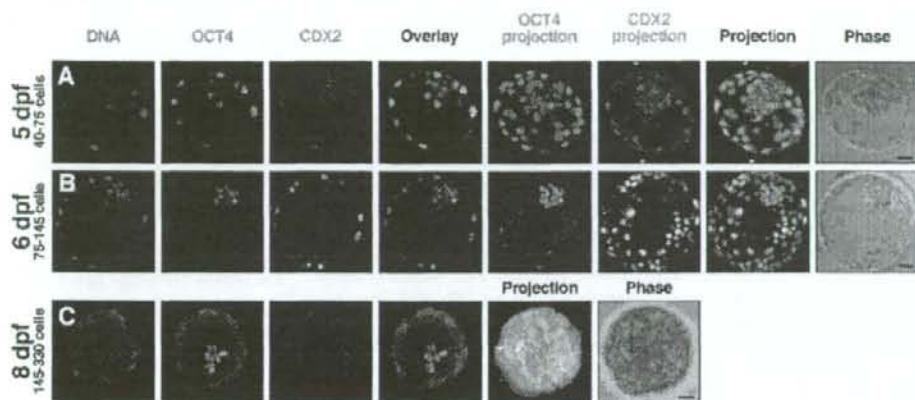 DNA OCT4 CDX2 Overlay OCT4 projection CDX2 projection Projection Phase
A
5 dpf
40-75 cells
B
6 dpf
75-145 cells
Projection Phase
C
8 dpf
145-330 cells